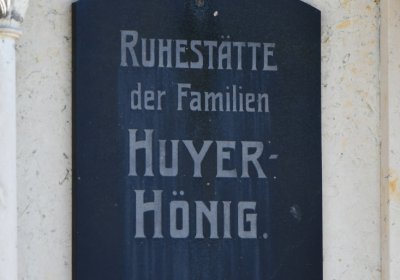 RUHESTÄTTE
der Familien
HUYER-
HÖNIG.